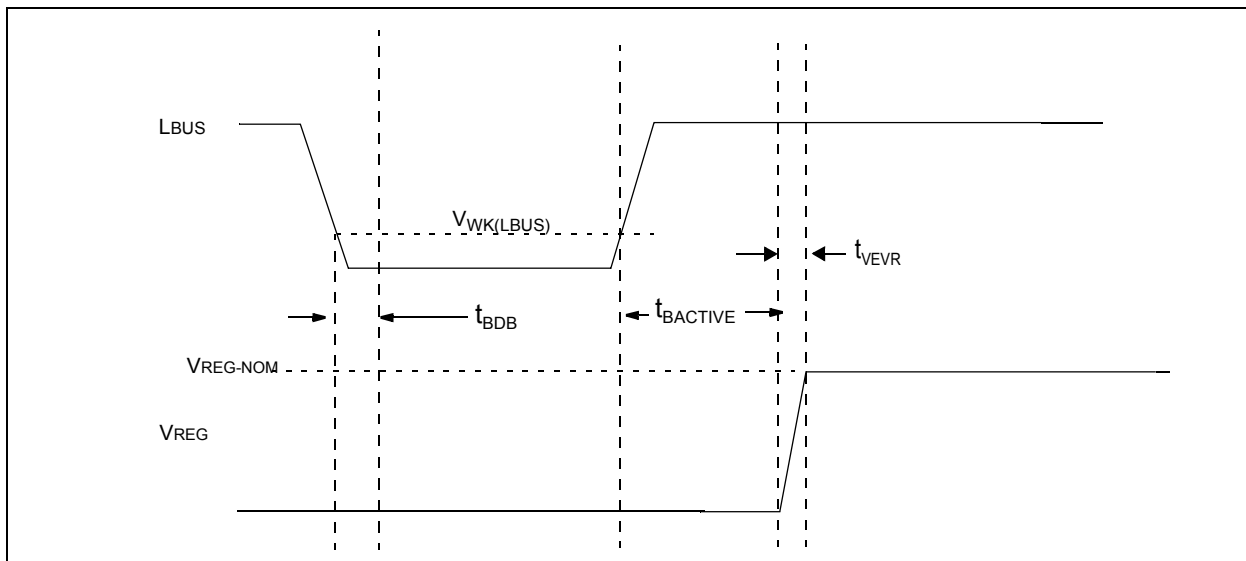 LBUS
VWK(LBUS)
tVEVR
tBDB
tBACTIVE
VREG-NOM
VREG